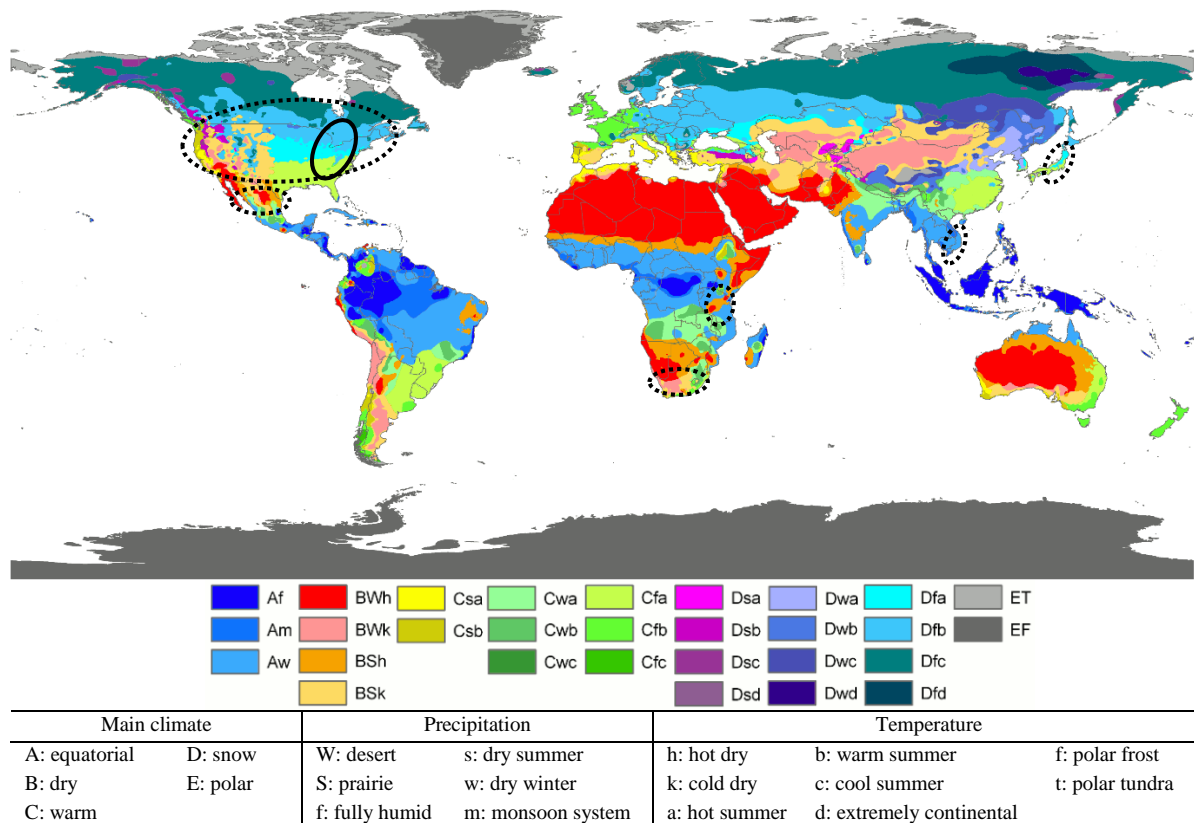 Af BWh Csa Cwa Cfa Dsa Dwa Dfa ET
Am BWk Csb Cwb Cfb Dsb Dwb Dfb EF
Aw BSh Cwc Cfc Dsc Dwc Dfc
BSk Dsd Dwd Dfd
Main climate Precipitation Temperature
A: equatorial D: snow W: desert s: dry summer h: hot dry b: warm summer f: polar frost
B: dry E: polar S: prairie w: dry winter k: cold dry c: cool summer t: polar tundra
C: warm f: fully humid m: monsoon system a: hot summer d: extremely continental